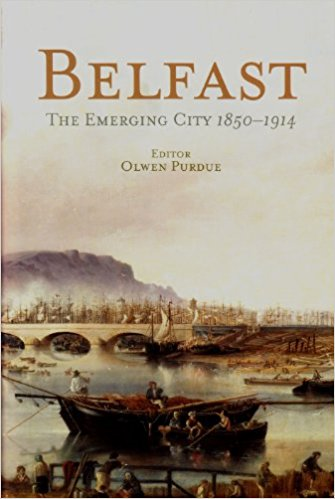 BELFAST
THE EMERGING CITY 1850–1914
EDITOR
OLWEN PURDUE